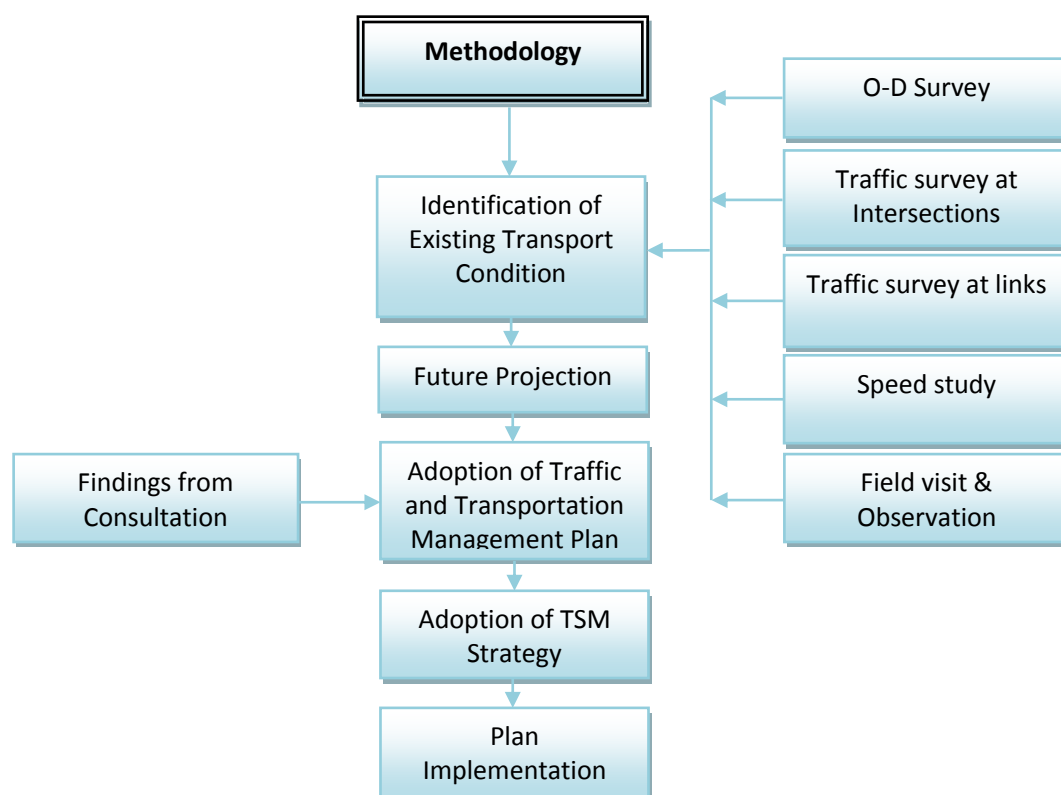 Methodology
O-D Survey
Traffic survey at
Intersections
Identification of
Existing Transport
Condition
Traffic survey at links
Future Projection
Speed study
Findings from
Consultation
Adoption of Traffic
and Transportation
Management Plan
Field visit &
Observation
Adoption of TSM
Strategy
Plan
Implementation